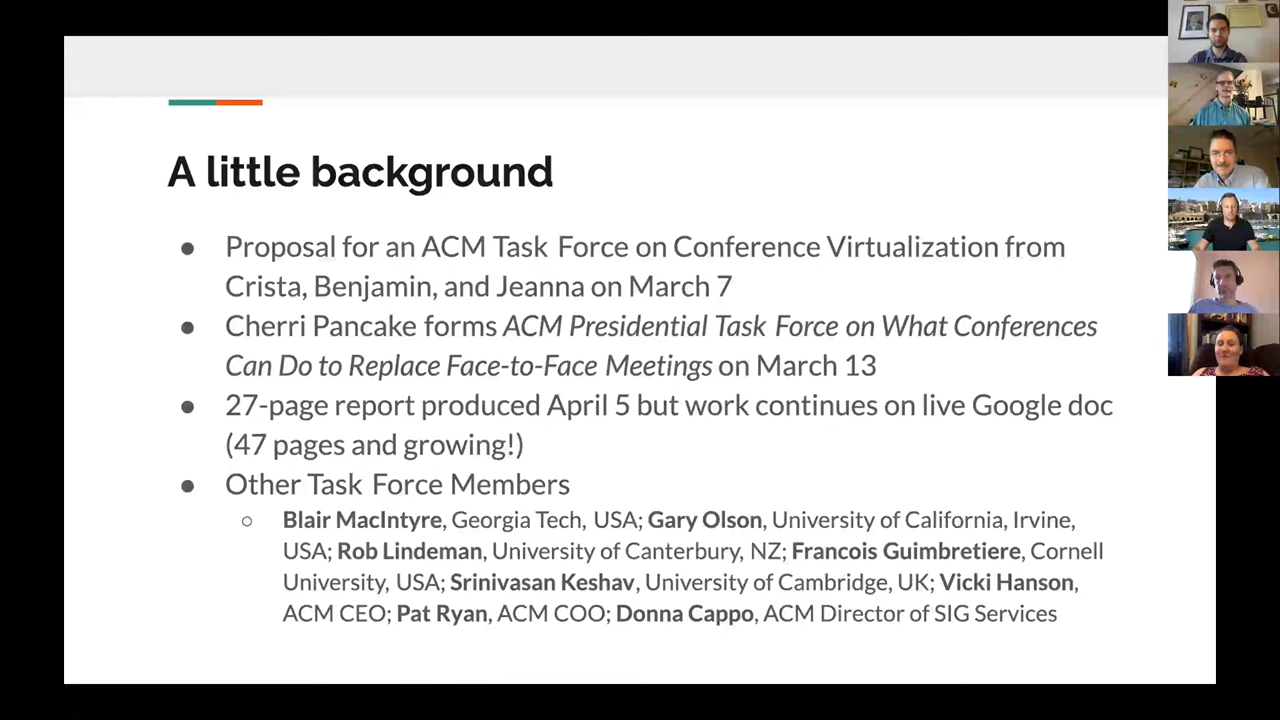 A little background
● Proposal for an ACM Task Force on Conference Virtualization from
Crista, Benjamin, and Jeanna on March 7
● Cherri Pancake forms ACM Presidential Task Force on What Conferences
Can Do to Replace Face-to-Face Meetings on March 13
● 27-page report produced April 5 but work continues on live Google doc
(47 pages and growing!)
● Other Task Force Members
○ Blair MacIntyre, Georgia Tech, USA; Gary Olson, University of California, Irvine,
USA; Rob Lindeman, University of Canterbury, NZ; Francois Guimbretiere, Cornell
University, USA; Srinivasan Keshav, University of Cambridge, UK; Vicki Hanson,
ACM CEO; Pat Ryan, ACM COO; Donna Cappo, ACM Director of SIG Services